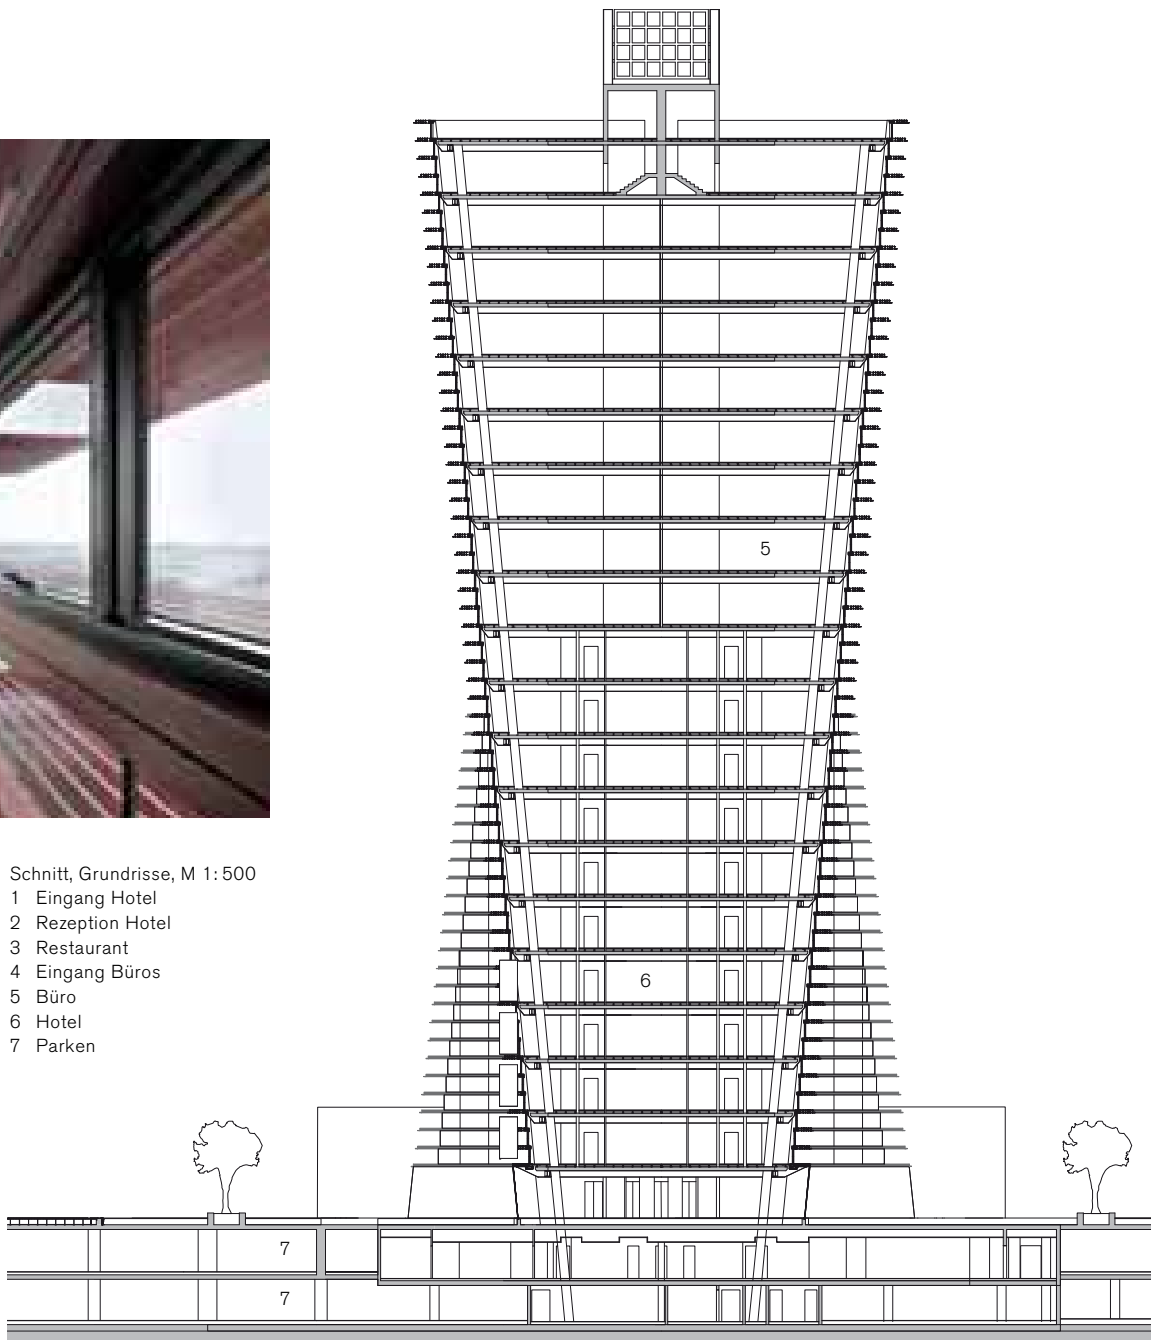 5
6
Schnitt, Grundrisse, M 1:500
1 Eingang Hotel
2 Rezeption Hotel
3 Restaurant
4 Eingang Büros
5 Büro
6 Hotel
7 Parken
7
7